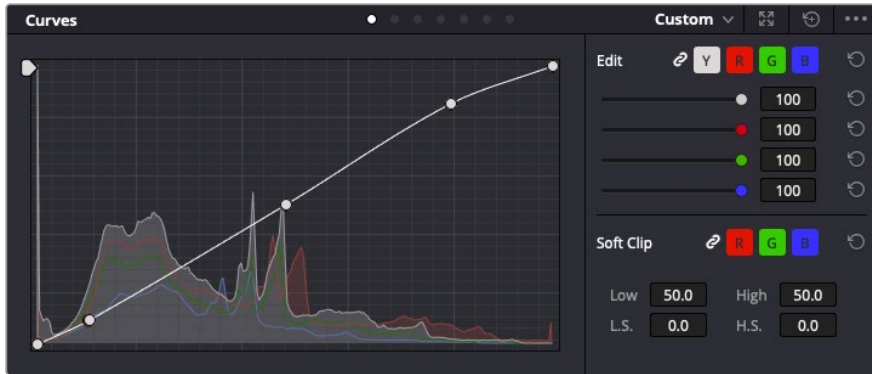 Curves
Custom
Edit Y R G B
100
100
100
100
Soft Clip R G B
Low 50.0 High 50.0
L.S. 0.0 H.S. 0.0